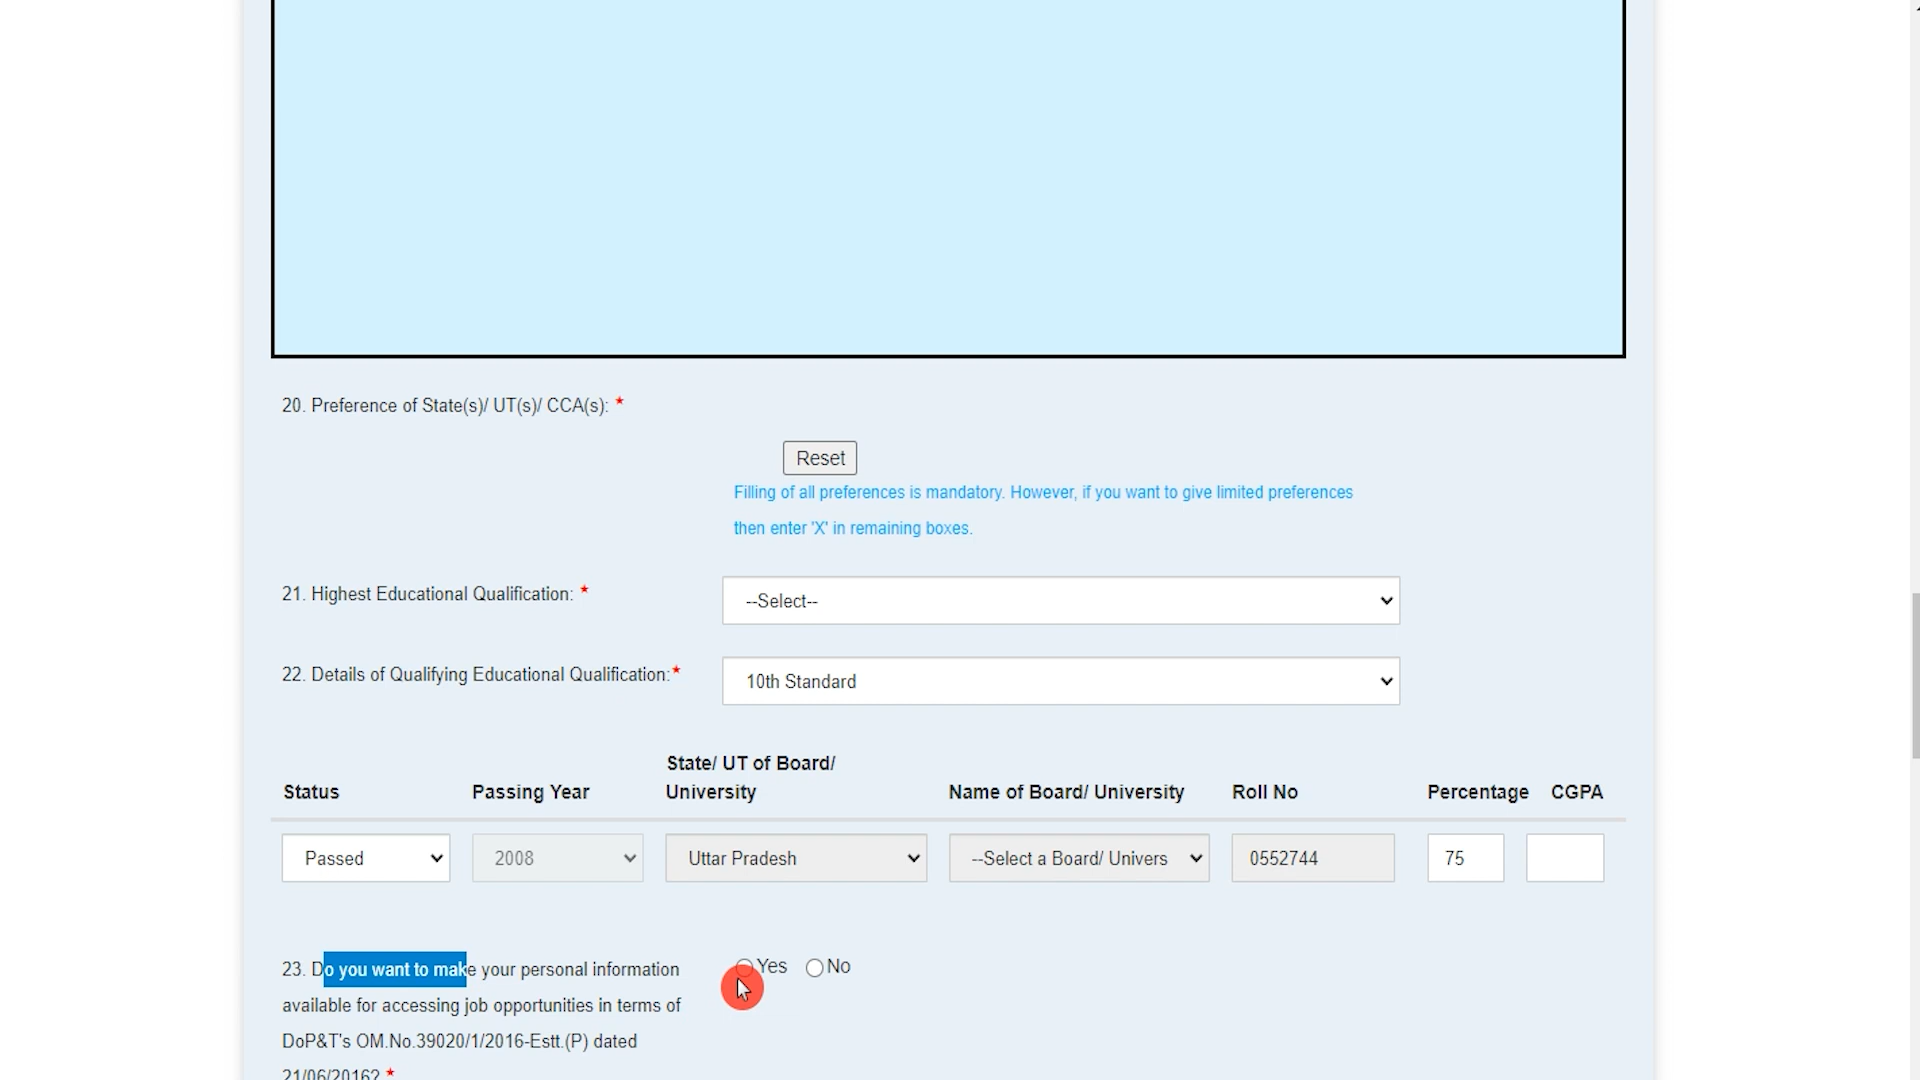 20. Preference of State(s)/ UT(s)/ CCA(s): *
Reset
Filling of all preferences is mandatory. However, if you want to give limited preferences
then enter 'X' in remaining boxes.
21. Highest Educational Qualification: *
--Select--
22. Details of Qualifying Educational Qualification:*
10th Standard
Status
Passing Year
State/ UT of Board/
University
Name of Board/ University
Roll No
Percentage
CGPA
Passed
2008
Uttar Pradesh
--Select a Board/ Univers
0552744
75
23. Do you want to make your personal information
available for accessing job opportunities in terms of
DoP&T's OM.No.39020/1/2016-Estt.(P) dated
21/06/2016? *
Yes
No